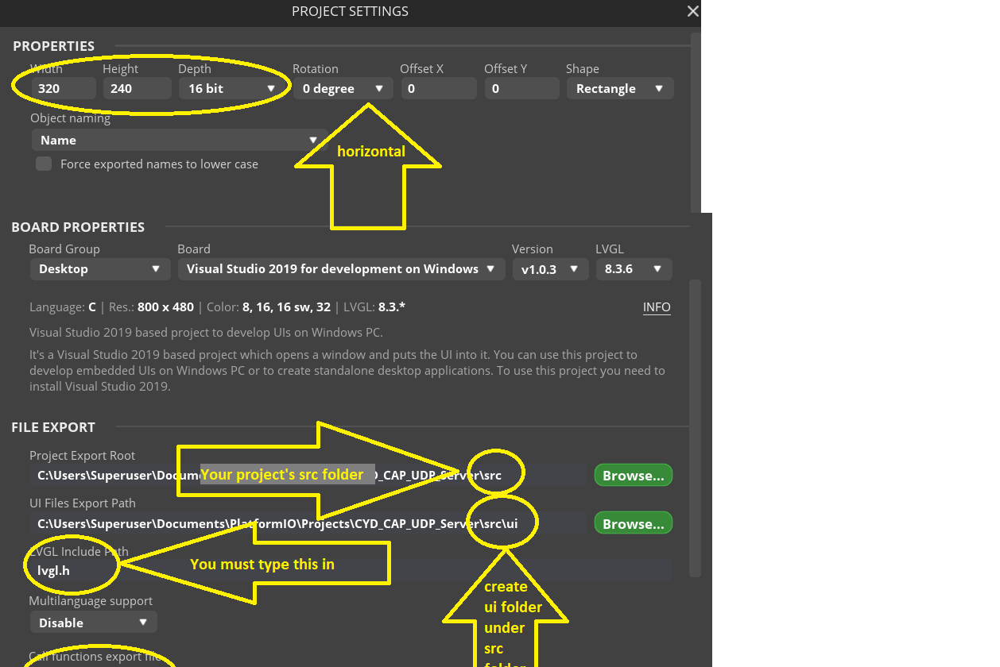 PROJECT SETTINGS
PROPERTIES
Width Height Depth Rotation Offset X Offset Y Shape
320 240 16 bit 0 degree 0 0 Rectangle
Object naming
Name
horizontal
Force exported names to lower case
BOARD PROPERTIES
Board Group Board Version LVGL
Desktop Visual Studio 2019 for development on Windows v1.0.3 8.3.6
Language: C | Res.: 800 x 480 | Color: 8, 16, 16 sw, 32 | LVGL: 8.3.* INFO
Visual Studio 2019 based project to develop UIs on Windows PC.
It's a Visual Studio 2019 based project which opens a window and puts the UI into it. You can use this project to
develop embedded UIs on Windows PC or to create standalone desktop applications. To use this project you need to
install Visual Studio 2019.
FILE EXPORT
Project Export Root
C:\Users\Superuser\Docum Your project's src folder _CAP_UDP_Server\src Browse...
UI Files Export Path
C:\Users\Superuser\Documents\PlatformIO\Projects\CYD_CAP_UDP_Server\src\ui Browse...
LVGL Include Path
lvgl.h
You must type this in
Multilanguage support
Disable
create
ui folder
under
src
folder
Call functions export file